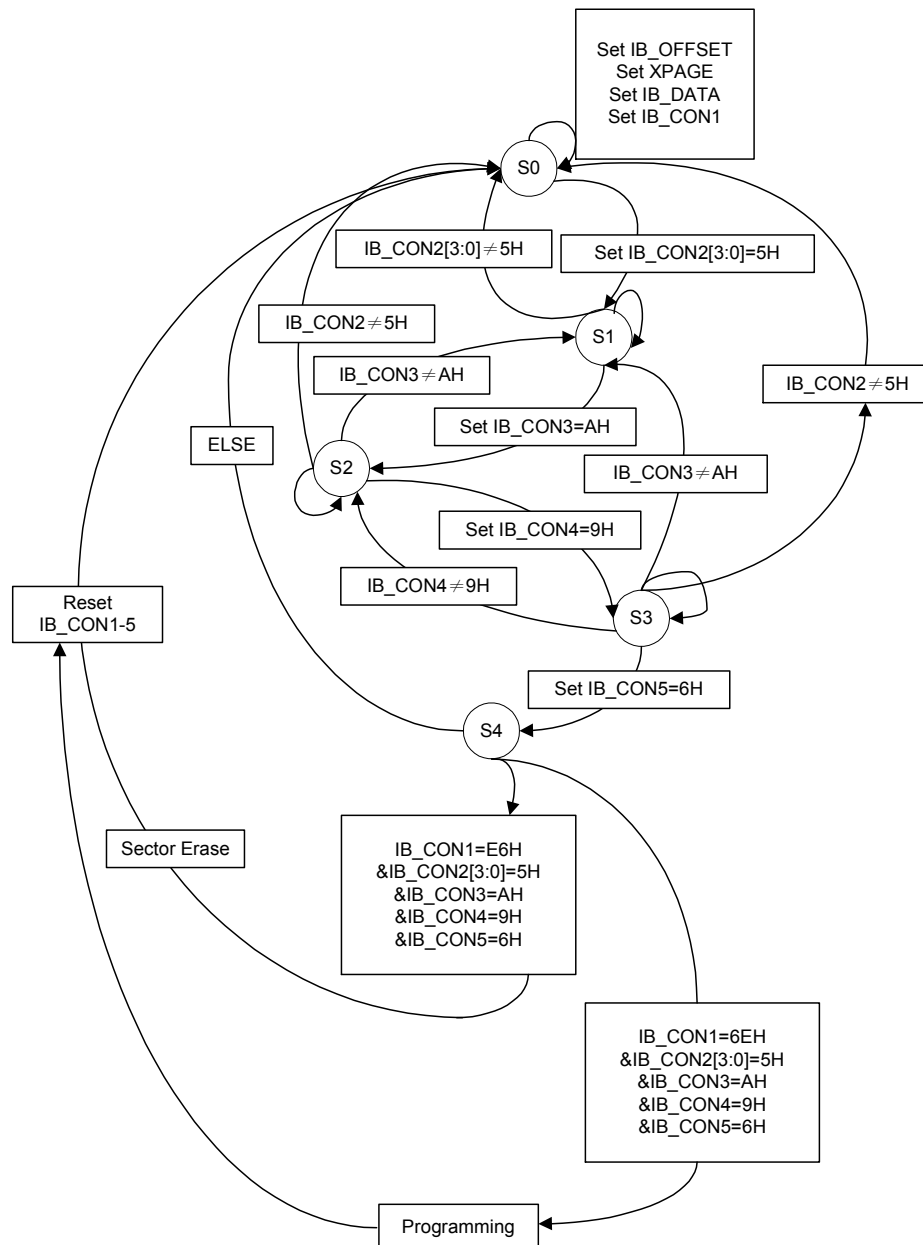 Set IB_OFFSET
Set XPAGE
Set IB_DATA
Set IB_CON1
S0
IB_CON2[3:0]≠5H
Set IB_CON2[3:0]=5H
IB_CON2≠5H
S1
IB_CON3≠AH
IB_CON2≠5H
Set IB_CON3=AH
ELSE
S2
IB_CON3≠AH
Set IB_CON4=9H
IB_CON4≠9H
Reset
IB_CON1-5
S3
Set IB_CON5=6H
S4
Sector Erase
IB_CON1=E6H
&IB_CON2[3:0]=5H
&IB_CON3=AH
&IB_CON4=9H
&IB_CON5=6H
IB_CON1=6EH
&IB_CON2[3:0]=5H
&IB_CON3=AH
&IB_CON4=9H
&IB_CON5=6H
Programming